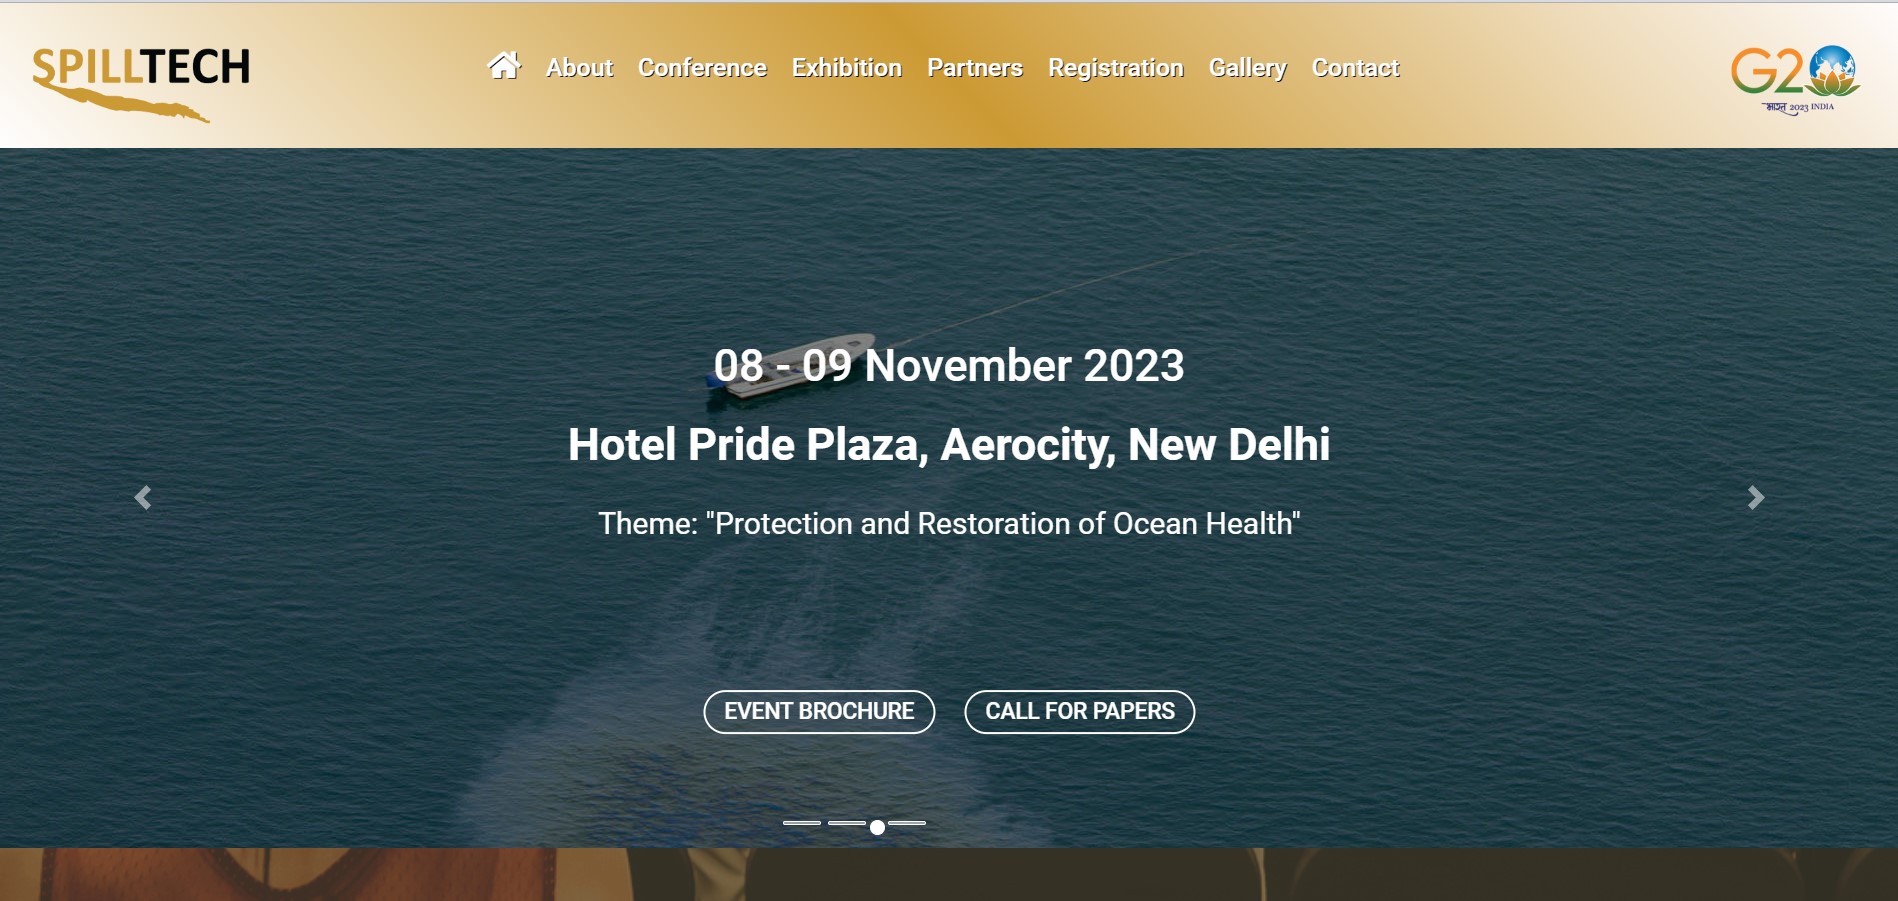 SPILLTECH
About Conference Exhibition Partners Registration Gallery Contact
G20
भारत 2023 INDIA
08 - 09 November 2023
Hotel Pride Plaza, Aerocity, New Delhi
Theme: "Protection and Restoration of Ocean Health"
EVENT BROCHURE CALL FOR PAPERS